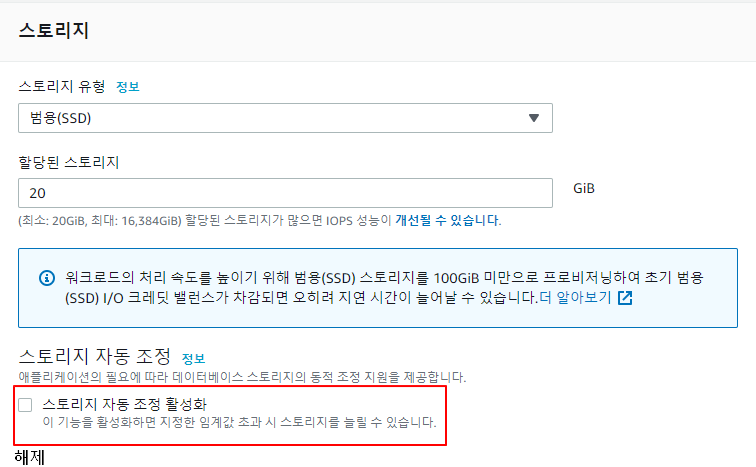 스토리지
스토리지 유형 정보
범용(SSD)
할당된 스토리지
20 GiB
(최소: 20GiB, 최대: 16,384GiB) 할당된 스토리지가 많으면 IOPS 성능이 개선될 수 있습니다.
워크로드의 처리 속도를 높이기 위해 범용(SSD) 스토리지를 100GiB 미만으로 프로비저닝하여 초기 범용
(SSD) I/O 크레딧 밸런스가 차감되면 오히려 지연 시간이 늘어날 수 있습니다.더 알아보기
스토리지 자동 조정 정보
애플리케이션의 필요에 따라 데이터베이스 스토리지의 동적 조정 지원을 제공합니다.
스토리지 자동 조정 활성화
이 기능을 활성화하면 지정한 임계값 초과 시 스토리지를 늘릴 수 있습니다.
해제